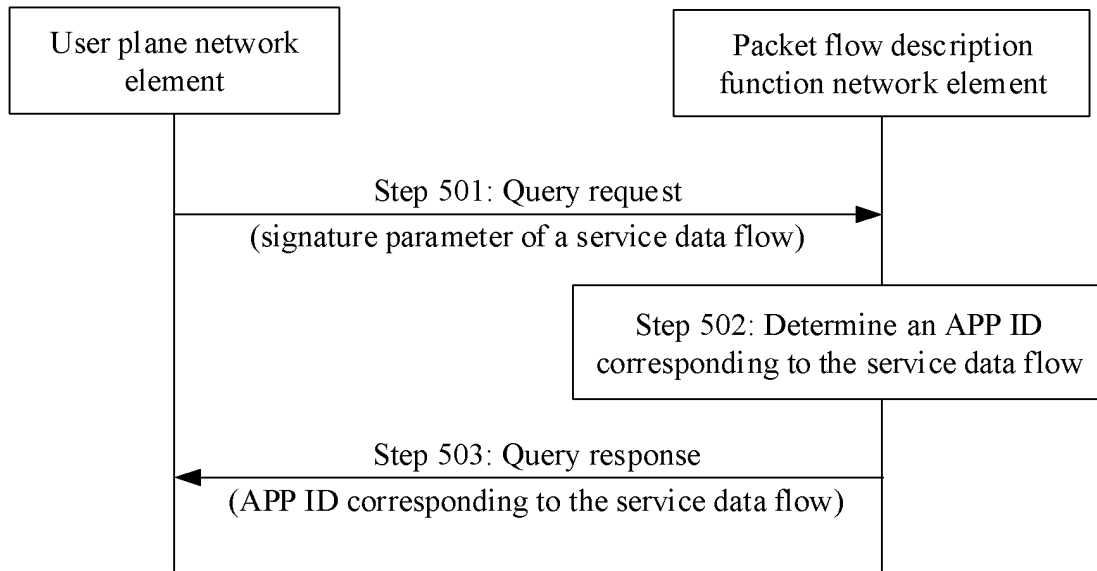 User plane network
element
Packet flow description
function network element
Step 501: Query request
(signature parameter of a service data flow)
Step 502: Determine an APP ID
corresponding to the service data flow
Step 503: Query response
(APP ID corresponding to the service data flow)